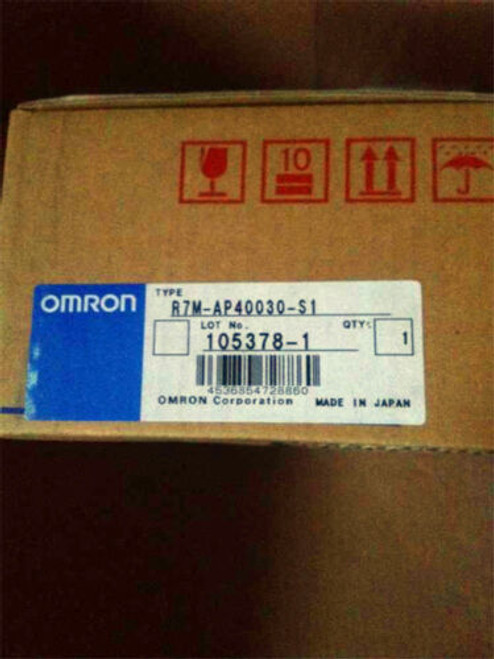 10
OMRON
TYPE
R7M-AP40030-S1
LOT No. QTY:
105378-1 1
4536854728860
OMRON Corporation MADE IN JAPAN